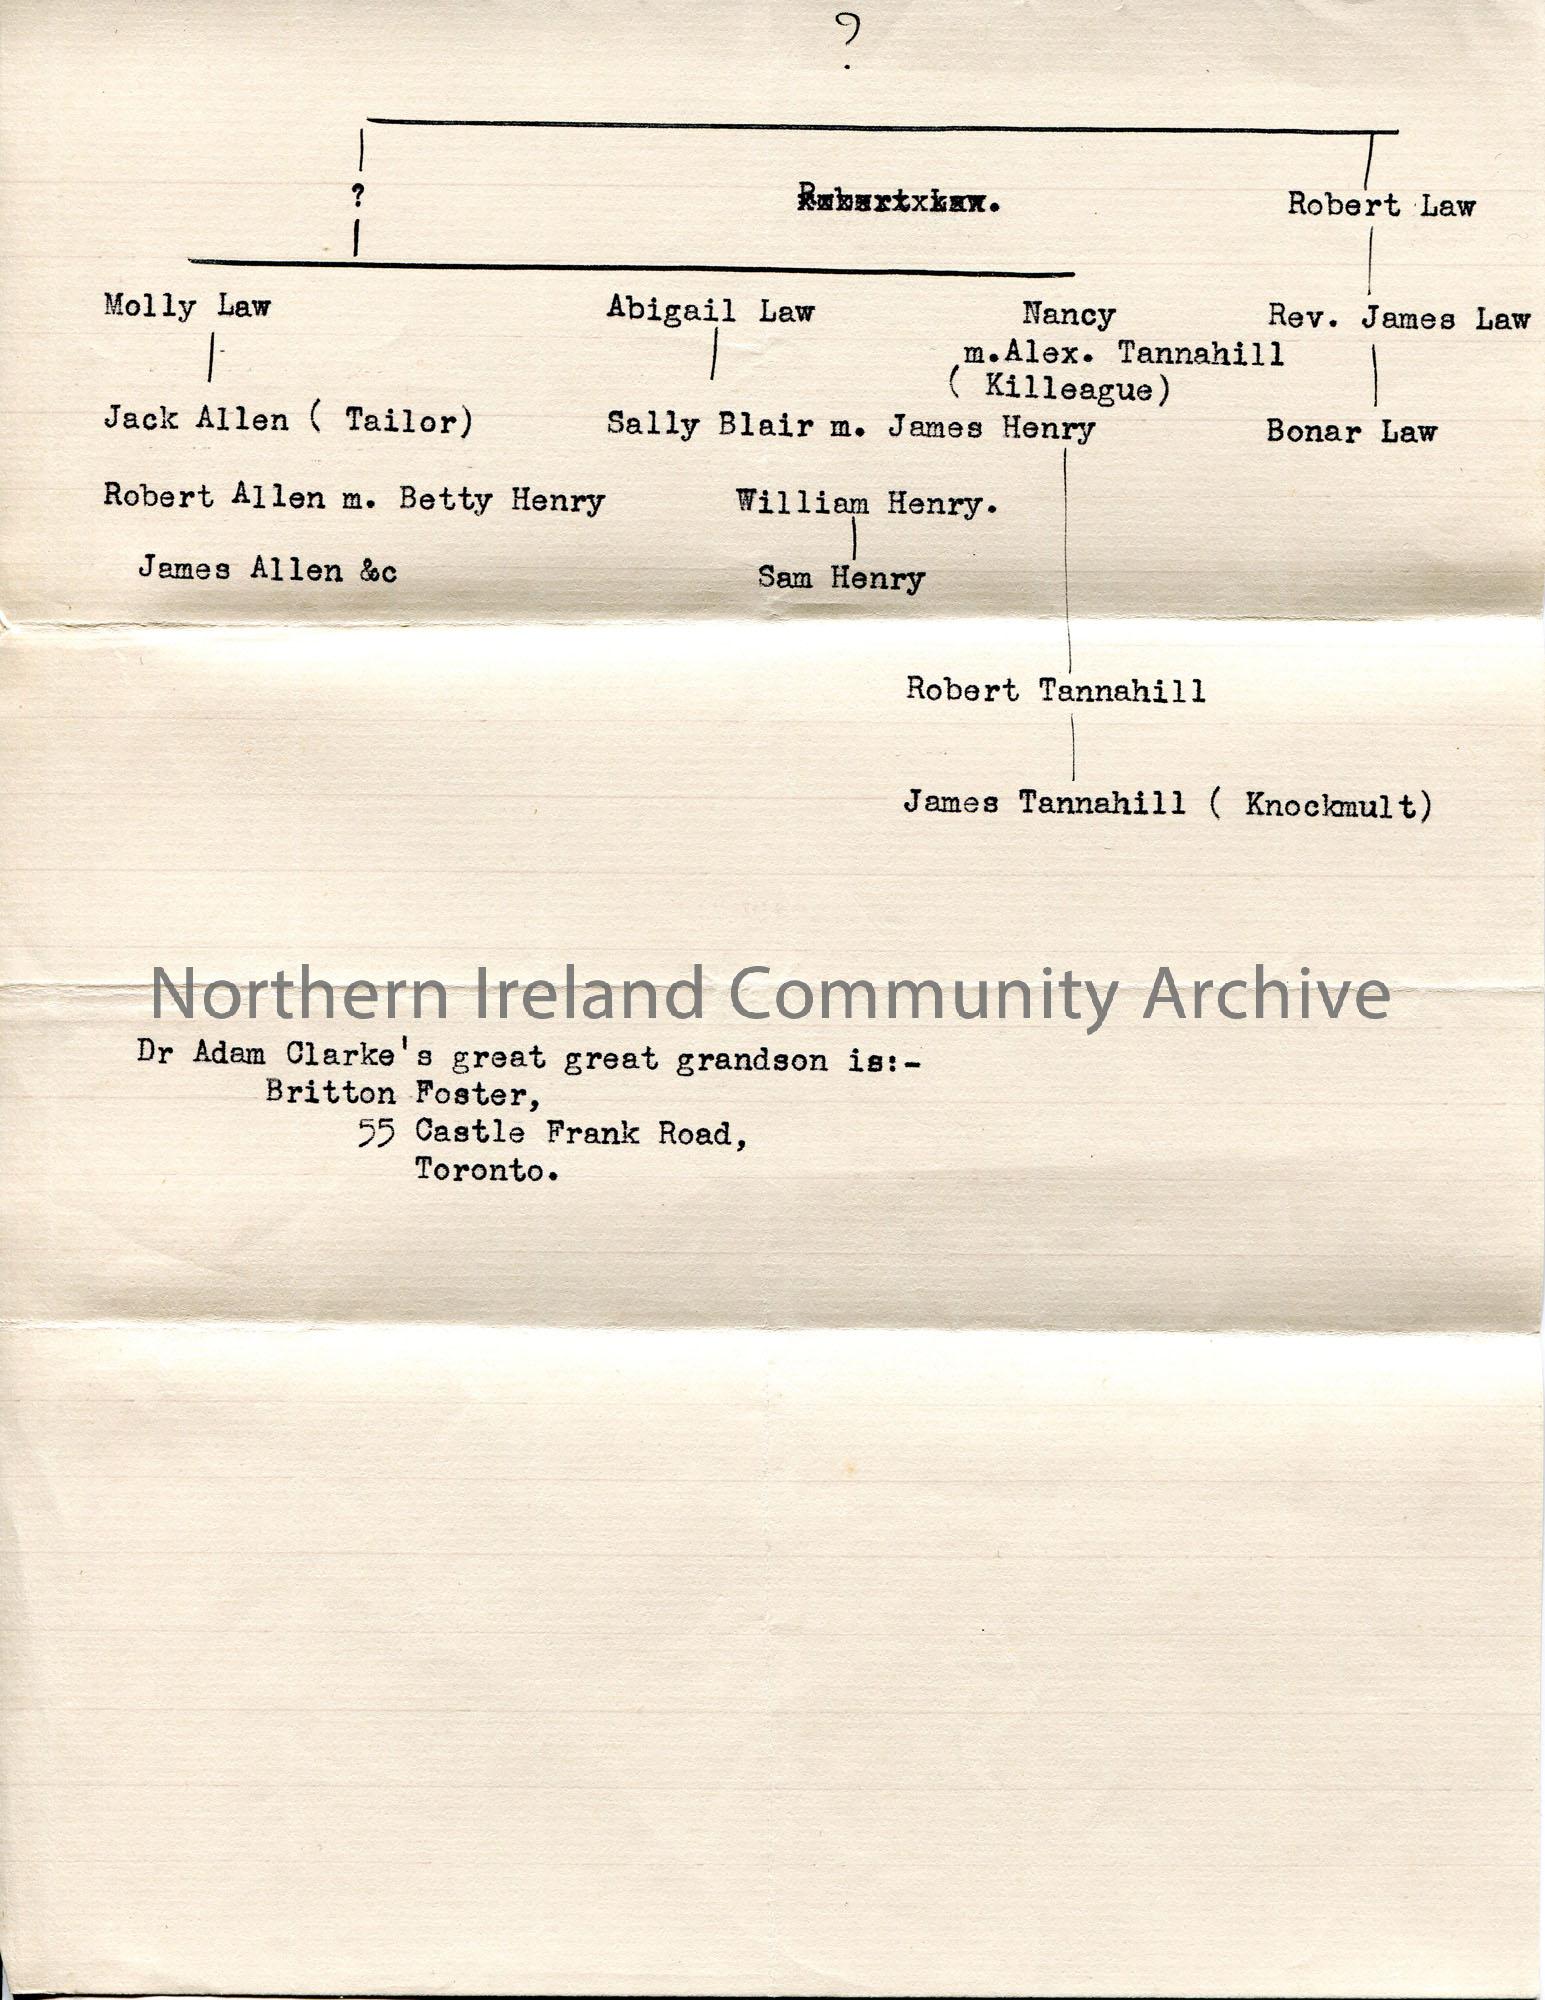 ?
? Robert Law. Robert Law
Molly Law Abigail Law Nancy Rev. James Law
m.Alex. Tannahill
( Killeague)
Jack Allen ( Tailor) Sally Blair m. James Henry Bonar Law
Robert Allen m. Betty Henry William Henry.
James Allen &c Sam Henry
Robert Tannahill
James Tannahill ( Knockmult)
Northern Ireland Community Archive
Dr Adam Clarke's great great grandson is:-
Britton Foster,
55 Castle Frank Road,
Toronto.